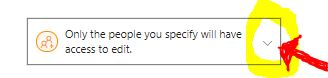 Only the people you specify will have
access to edit.